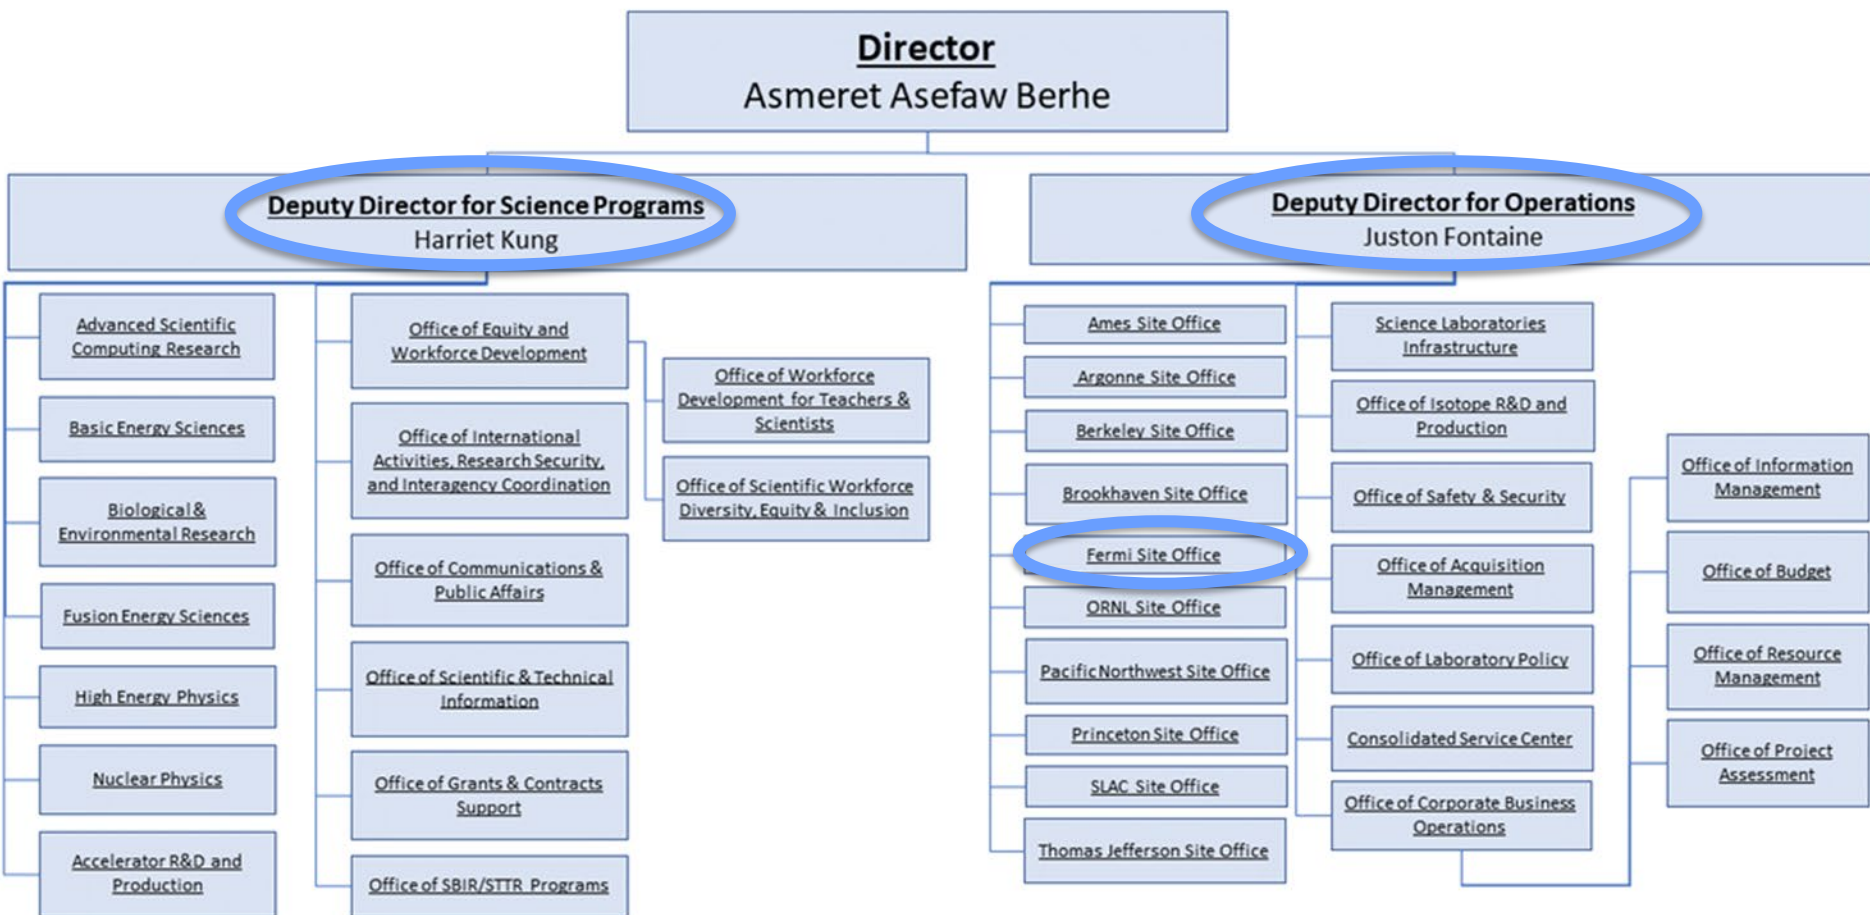 Director
Asmeret Asefaw Berhe
Deputy Director for Science Programs
Harriet Kung
Deputy Director for Operations
Juston Fontaine
Advanced Scientific
Computing Research
Basic Energy Sciences
Biological &
Environmental Research
Fusion Energy Sciences
High Energy Physics
Nuclear Physics
Accelerator R&D and
Production
Office of Equity and
Workforce Development
Office of International
Activities, Research Security,
and Interagency Coordination
Office of Communications &
Public Affairs
Office of Scientific & Technical
Information
Office of Grants & Contracts
Support
Office of SBIR/STTR Programs
Office of Workforce
Development for Teachers &
Scientists
Office of Scientific Workforce
Diversity, Equity & Inclusion
Ames Site Office
Argonne Site Office
Berkeley Site Office
Brookhaven Site Office
Fermi Site Office
ORNL Site Office
Pacific Northwest Site Office
Princeton Site Office
SLAC Site Office
Thomas Jefferson Site Office
Science Laboratories
Infrastructure
Office of Isotope R&D and
Production
Office of Safety & Security
Office of Acquisition
Management
Office of Laboratory Policy
Consolidated Service Center
Office of Corporate Business
Operations
Office of Information
Management
Office of Budget
Office of Resource
Management
Office of Project
Assessment